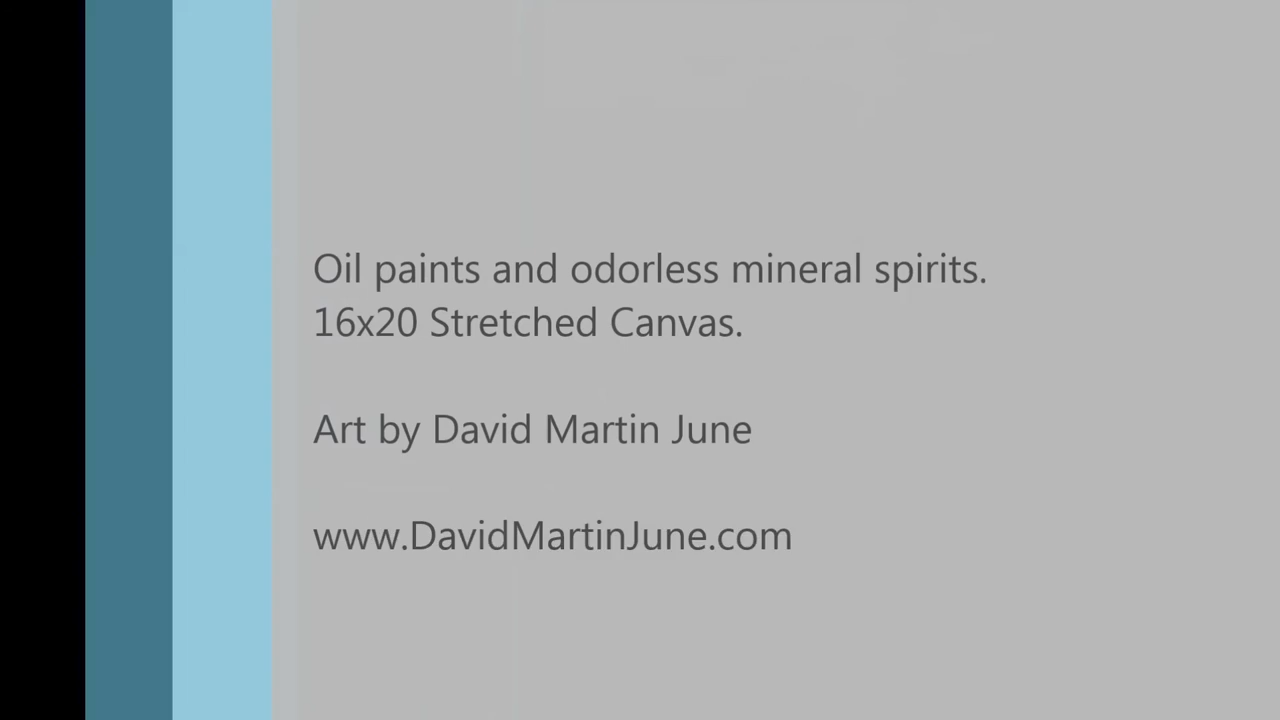 Oil paints and odorless mineral spirits.
16x20 Stretched Canvas.
Art by David Martin June
www.DavidMartinJune.com